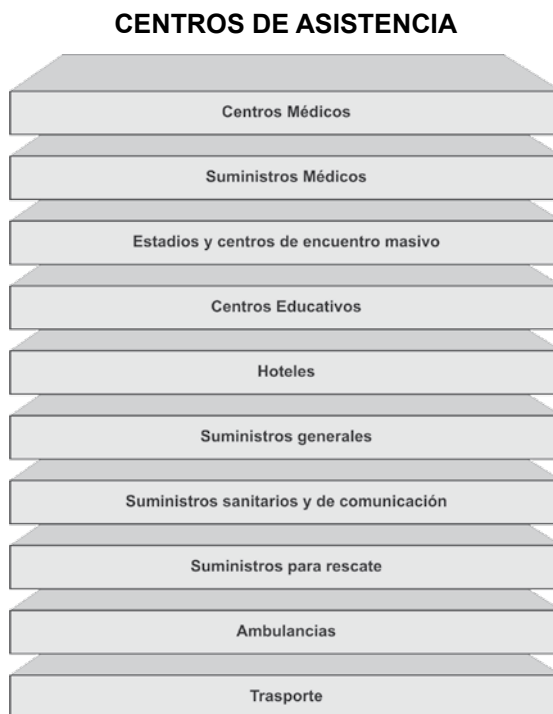 CENTROS DE ASISTENCIA
Centros Médicos
Suministros Médicos
Estadios y centros de encuentro masivo
Centros Educativos
Hoteles
Suministros generales
Suministros sanitarios y de comunicación
Suministros para rescate
Ambulancias
Trasporte